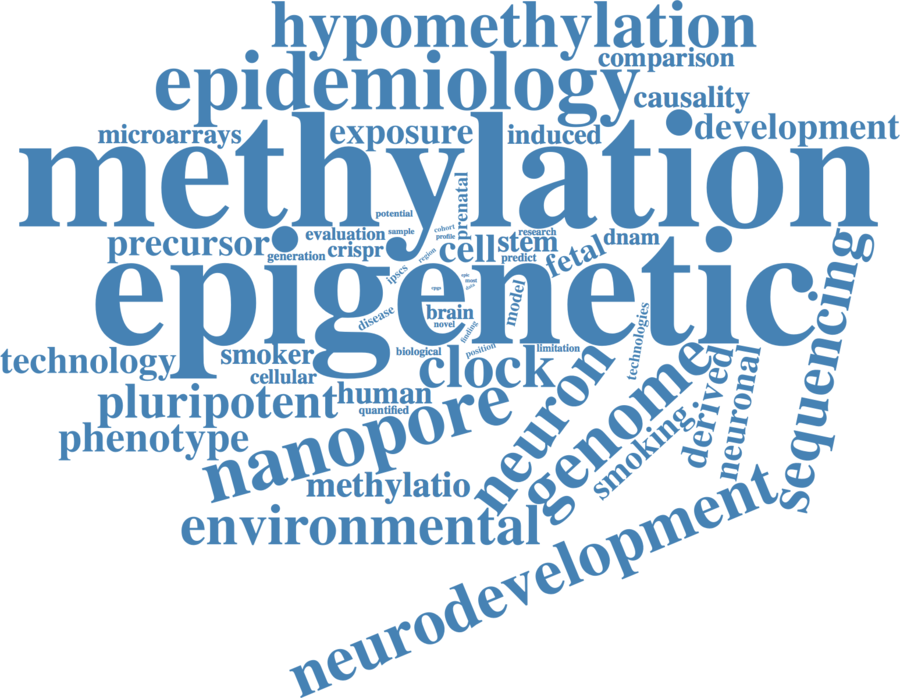 hypomethylation
comparison
epidemiology
causality
microarrays
exposure
induced
development
methylation
prenatal
potential
sample
cohort
profile
research
evaluation
precursor
generation
crispr
region
cell
stem
predict
fetal
dnam
ipscs
epigenetic
epic
most
cpgs
model
disease
brain
novel
finding
technologies
sequencing
technology
smoker
biological
position
limitation
cellular
clock
neuron
genome
derived
neuronal
pluripotent
human
quantified
smoking
phenotype
nanopore
methylatio
environmental
neurodevelopment